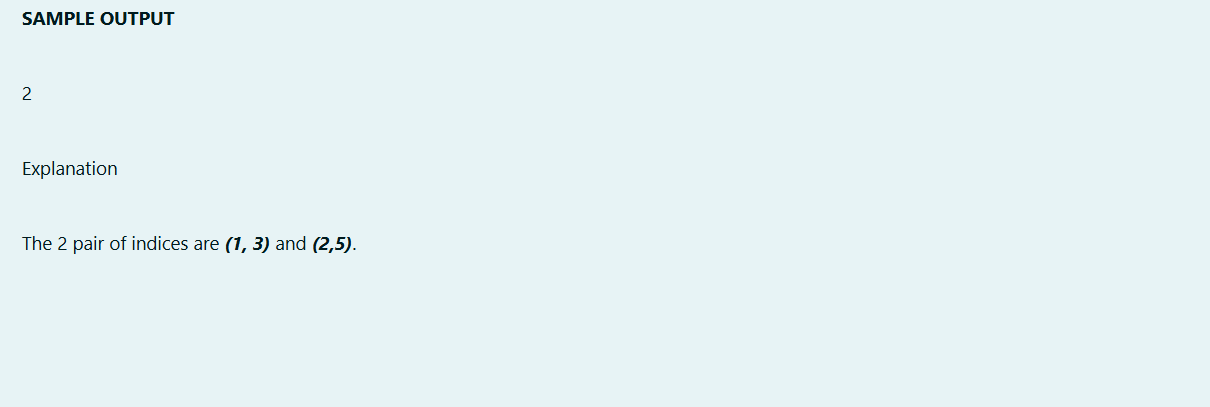 SAMPLE OUTPUT
2
Explanation
The 2 pair of indices are (1, 3) and (2,5).